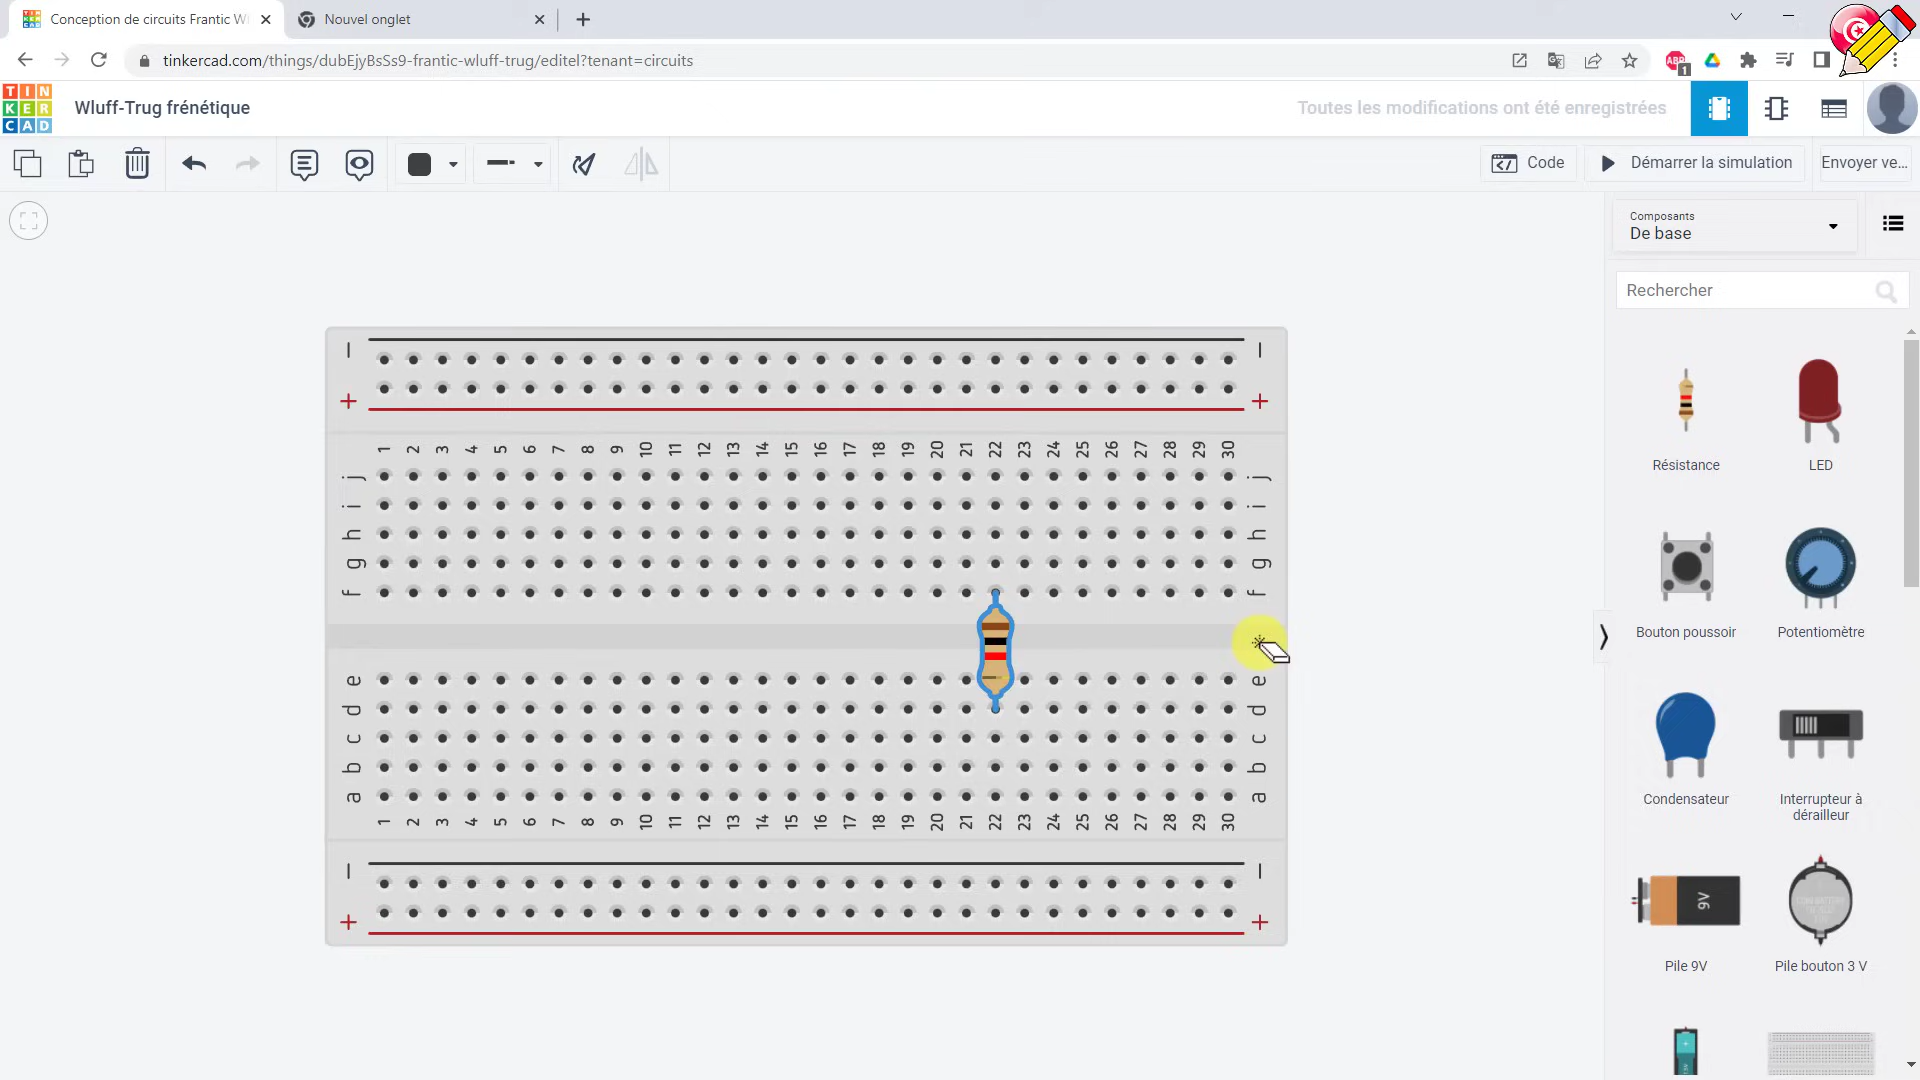 Conception de circuits Frantic W
Nouvel onglet
tinkercad.com/things/dubEjyBsSs9-frantic-wluff-trug/editel?tenant=circuits
ABP
1
TIN
KER
CAD
Wluff-Trug frénétique
Toutes les modifications ont été enregistrées
Code
Démarrer la simulation
Envoyer ve...
Composants
De base
Rechercher
Résistance
LED
Bouton poussoir
Potentiomètre
Condensateur
Interrupteur à
dérailleur
9V
Pile 9V
Pile bouton 3 V
1 2 3 4 5 6 7 8 9 10 11 12 13 14 15 16 17 18 19 20 21 22 23 24 25 26 27 28 29 30
j j
i i
h h
g g
f f
e e
d d
c c
b b
a a
1 2 3 4 5 6 7 8 9 10 11 12 13 14 15 16 17 18 19 20 21 22 23 24 25 26 27 28 29 30